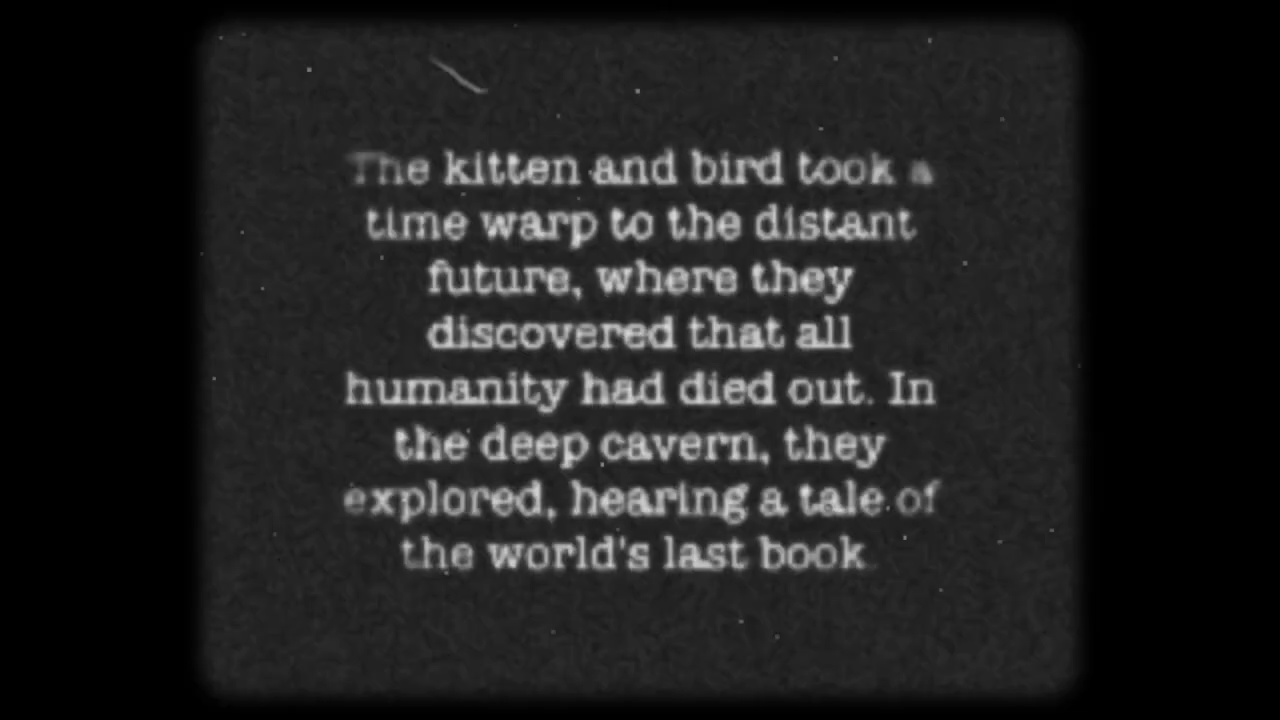 The kitten and bird took a
time warp to the distant
future, where they
discovered that all
humanity had died out. In
the deep cavern, they
explored, hearing a tale of
the world's last book.